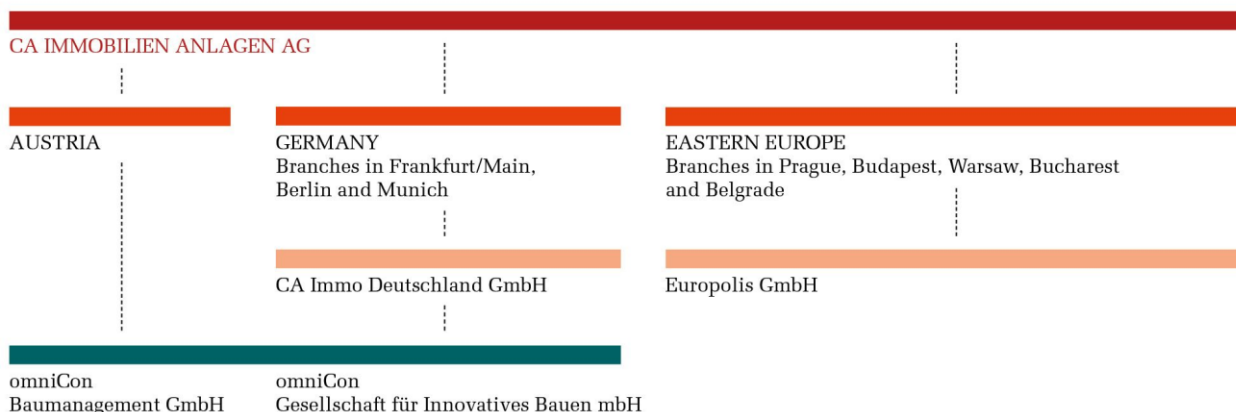 CA IMMOBILIEN ANLAGEN AG
AUSTRIA
GERMANY
Branches in Frankfurt/Main,
Berlin and Munich
EASTERN EUROPE
Branches in Prague, Budapest, Warsaw, Bucharest
and Belgrade
CA Immo Deutschland GmbH
Europolis GmbH
omniCon
Baumanagement GmbH
omniCon
Gesellschaft für Innovatives Bauen mbH